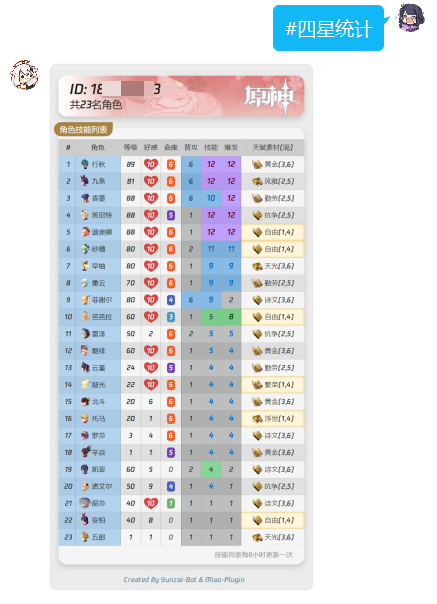 #四星统计
ID: 18 3
共23名角色
原神
角色技能列表
# 角色 等级 好感 命座 普攻 技能 爆发 天赋素材[周]
1 行秋 89 10 6 6 12 12 黄金[3,6]
2 九条 81 10 6 6 12 12 风雅[2,5]
3 香菱 88 10 6 6 10 12 勤劳[2,5]
4 班尼特 88 10 5 1 12 12 抗争[2,5]
5 迪奥娜 88 10 6 1 12 12 自由[1,4]
6 砂糖 80 10 6 2 11 11 自由[1,4]
7 早柚 80 10 6 1 9 9 天光[3,6]
8 重云 70 10 6 1 9 9 勤劳[2,5]
9 菲谢尔 80 10 4 6 9 2 诗文[3,6]
10 芭芭拉 60 10 3 1 5 8 自由[1,4]
11 雷泽 50 2 6 2 5 5 抗争[2,5]
12 烟绯 60 10 6 1 5 4 黄金[3,6]
13 云堇 24 10 5 1 4 4 勤劳[2,5]
14 凝光 22 10 6 1 4 4 繁荣[1,4]
15 北斗 20 6 6 1 4 4 黄金[3,6]
16 托马 20 1 6 1 4 4 浮世[1,4]
17 罗莎 3 4 6 1 4 4 诗文[3,6]
18 辛焱 1 1 5 1 4 4 黄金[3,6]
19 凯亚 60 5 0 2 4 2 诗文[3,6]
20 诺艾尔 50 9 4 1 4 1 抗争[2,5]
21 丽莎 40 10 1 1 1 1 诗文[3,6]
22 安柏 40 8 0 1 1 1 自由[1,4]
23 五郎 1 1 0 1 1 1 天光[3,6]
技能列表每8小时更新一次
Created By Yunzai-Bot & Miao-Plugin